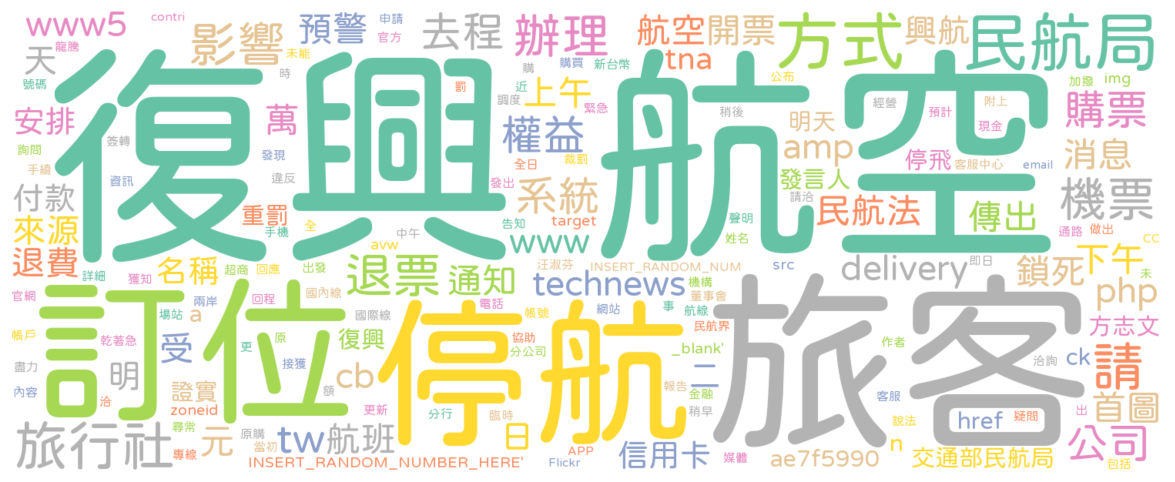 www5
contri
龍騰
天
號碼
影響
預警
申請
官方
未能
時
去程
辦理
購
購買
新台幣
航空
開票
tna
方式
興航
民航局
公布
加撥
img
復興航空
安排
簽轉
萬
發現
調度
近
罰
上午
緊急
權益
稍後
明天
amp
經營
預計
附上
現金
購票
停飛
客服中心
email
消息
詢問
手續
資訊
違反
全日
裁罰
發出
系統
發言人
請洽
機票
付款
重罰
手機
全
聲明
姓名
民航法
傳出
通路
做出
來源
告知
target
avw
中午
www
CC
退費
詳細
獲知
名稱
超商
回應
出發
退票
通知
汪淑芬
INSERT_RANDOM_NUM
src
delivery
即日
鎖死
下午
未
官網
兩岸
場站
回程
國內線
technews
機構
董事會
php
a
更
國際線
電話
帳號
網站
事
航線
帳戶
乾著急
受
原
復興
協助
分公司
民航界
方志文
訂位
停航
旅客
_blank'
作者
洽詢
盡力
明
接獲
二
ck
請
內容
證實
額
cb
報告
金融
客服
首圖
洽
zoneid
更新
分行
臨時
稍早
href
疑問
出
旅行社
尋常
元
原購
當初
tw
航班
日
說法
n
公司
專線
INSERT_RANDOM_NUMBER_HERE'
APP
Flickr
信用卡
媒體
ae7f5990
交通部民航局
包括